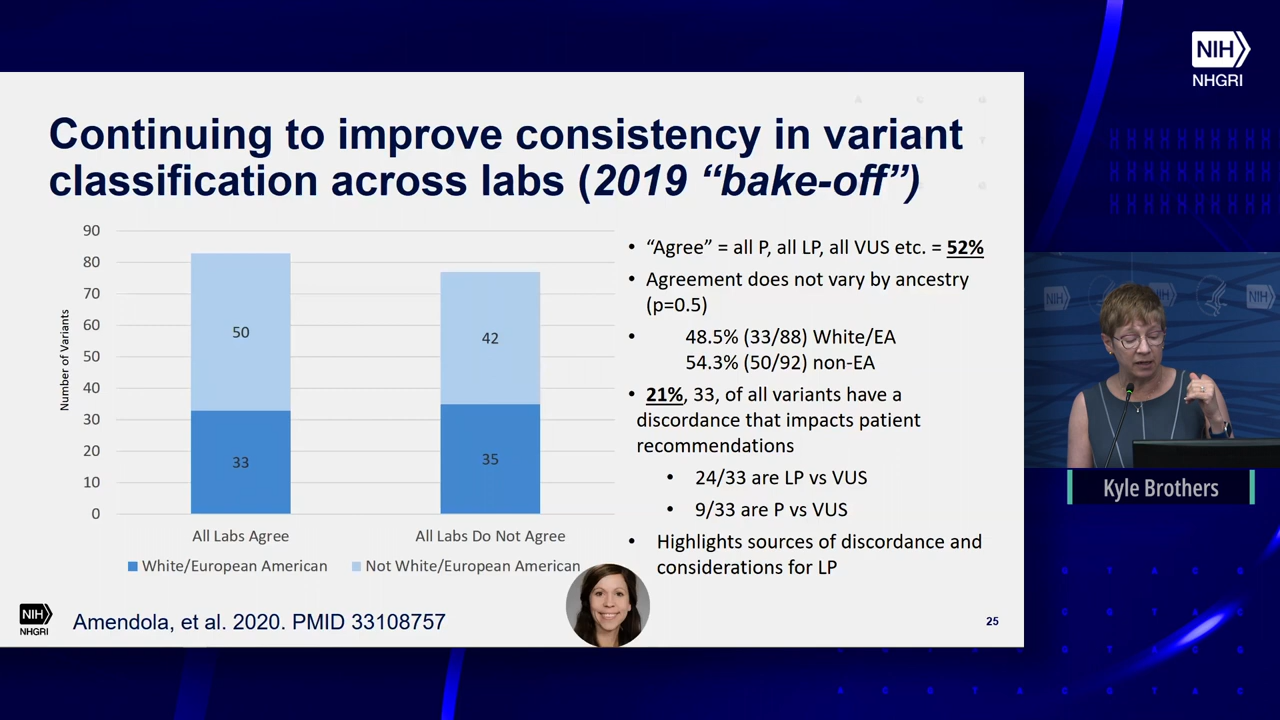 NIH
NHGRI
Continuing to improve consistency in variant
classification across labs (2019 “bake-off”)
90
80
70
60
50
40
30
20
10
0
Number of Variants
50
33
42
35
All Labs Agree
All Labs Do Not Agree
White/European American
Not White/European American
• “Agree” = all P, all LP, all VUS etc. = 52%
• Agreement does not vary by ancestry
(p=0.5)
• 48.5% (33/88) White/EA
54.3% (50/92) non-EA
• 21%, 33, of all variants have a
discordance that impacts patient
recommendations
• 24/33 are LP vs VUS
• 9/33 are P vs VUS
• Highlights sources of discordance and
considerations for LP
NIH
NHGRI
Amendola, et al. 2020. PMID 33108757
25
NIH
NIH
Kyle Brothers